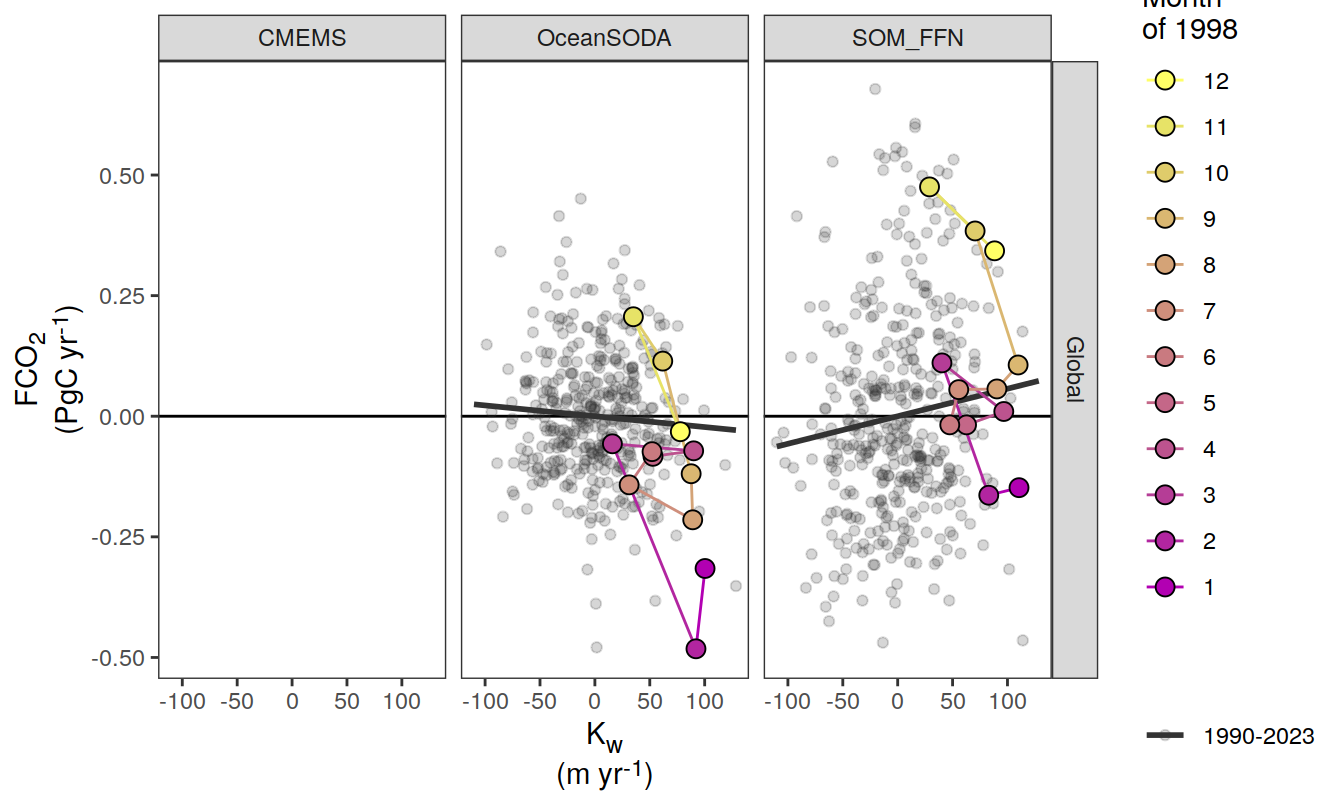 Month
of 1998
CMEMS
OceanSODA
SOM_FFN
12
11
10
9
8
7
6
5
4
3
2
1
1990-2023
Global
FCO2
(PgC yr-1)
0.50
0.25
0.00
-0.25
-0.50
-100 -50 0 50 100
-100 -50 0 50 100
-100 -50 0 50 100
Kw
(m yr-1)